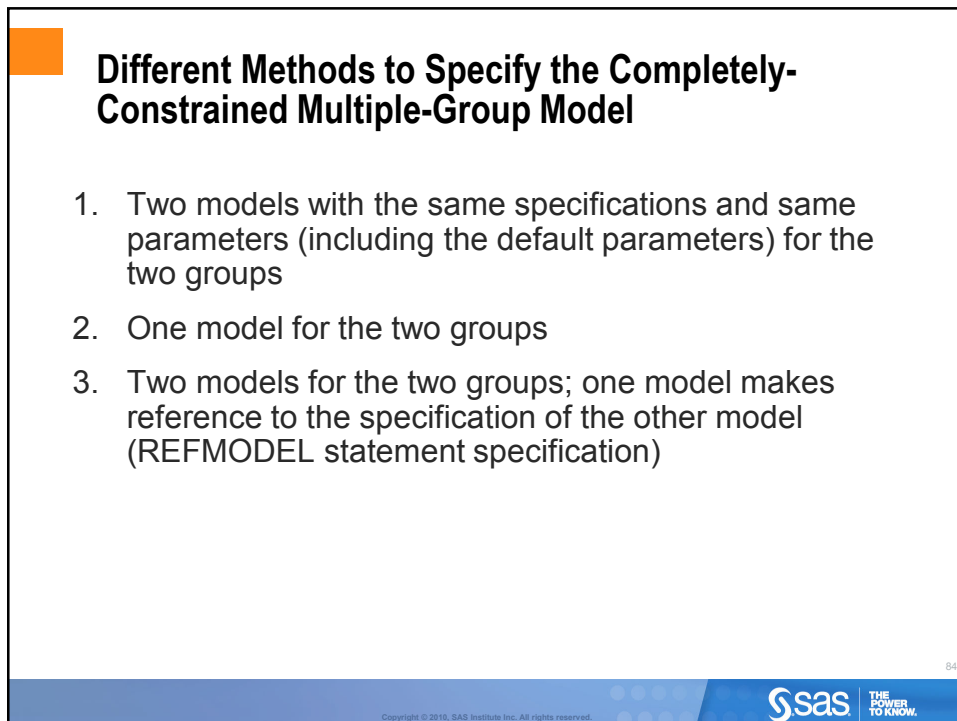 Different Methods to Specify the Completely-
Constrained Multiple-Group Model
1. Two models with the same specifications and same
parameters (including the default parameters) for the
two groups
2. One model for the two groups
3. Two models for the two groups; one model makes
reference to the specification of the other model
(REFMODEL statement specification)
84
Copyright © 2010, SAS Institute Inc. All rights reserved.
sas THE
POWER
TO KNOW.